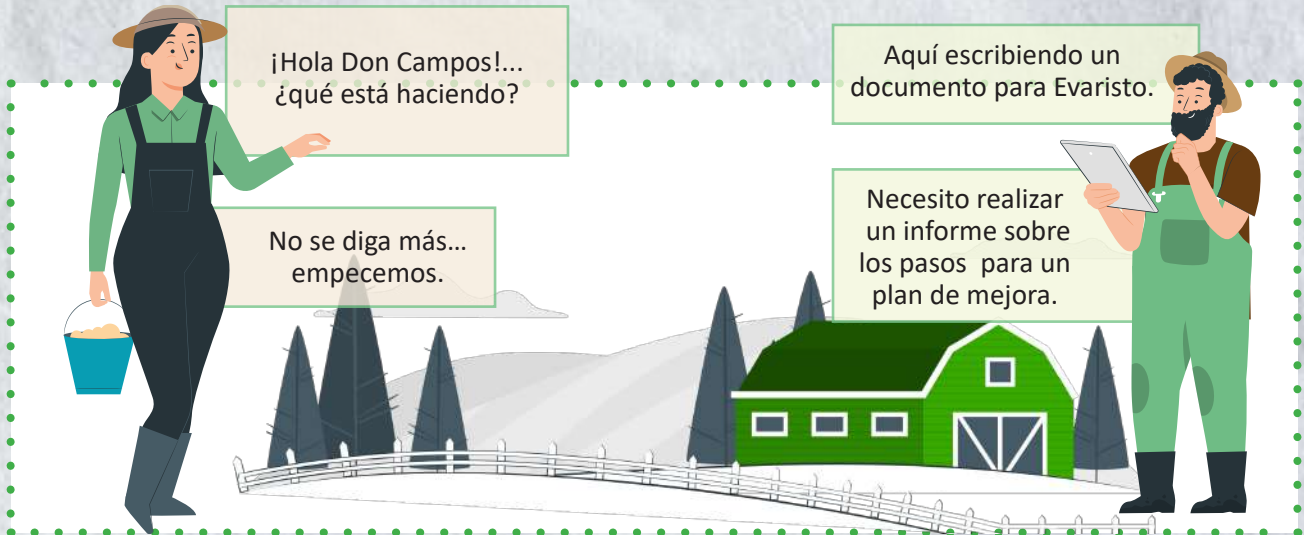 ¡Hola Don Campos!...
¿qué está haciendo?
Aquí escribiendo un
documento para Evaristo.
Necesito realizar
un informe sobre
los pasos para un
plan de mejora.
No se diga más...
empecemos.